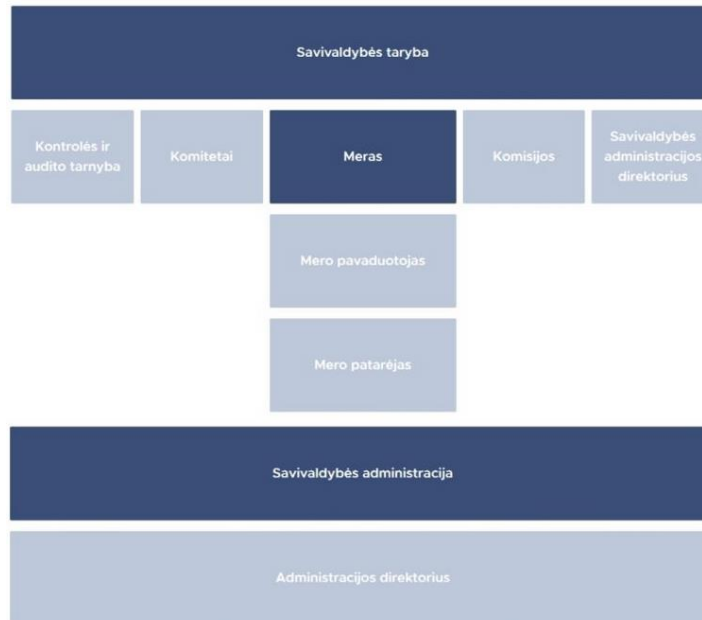 Savivaldybės taryba
Kontrolės ir
audito tarnyba
Komitetai
Meras
Komisijos
Savivaldybės
administracijos
direktorius
Mero pavaduotojas
Mero patarėjas
Savivaldybės administracija
Administracijos direktorius